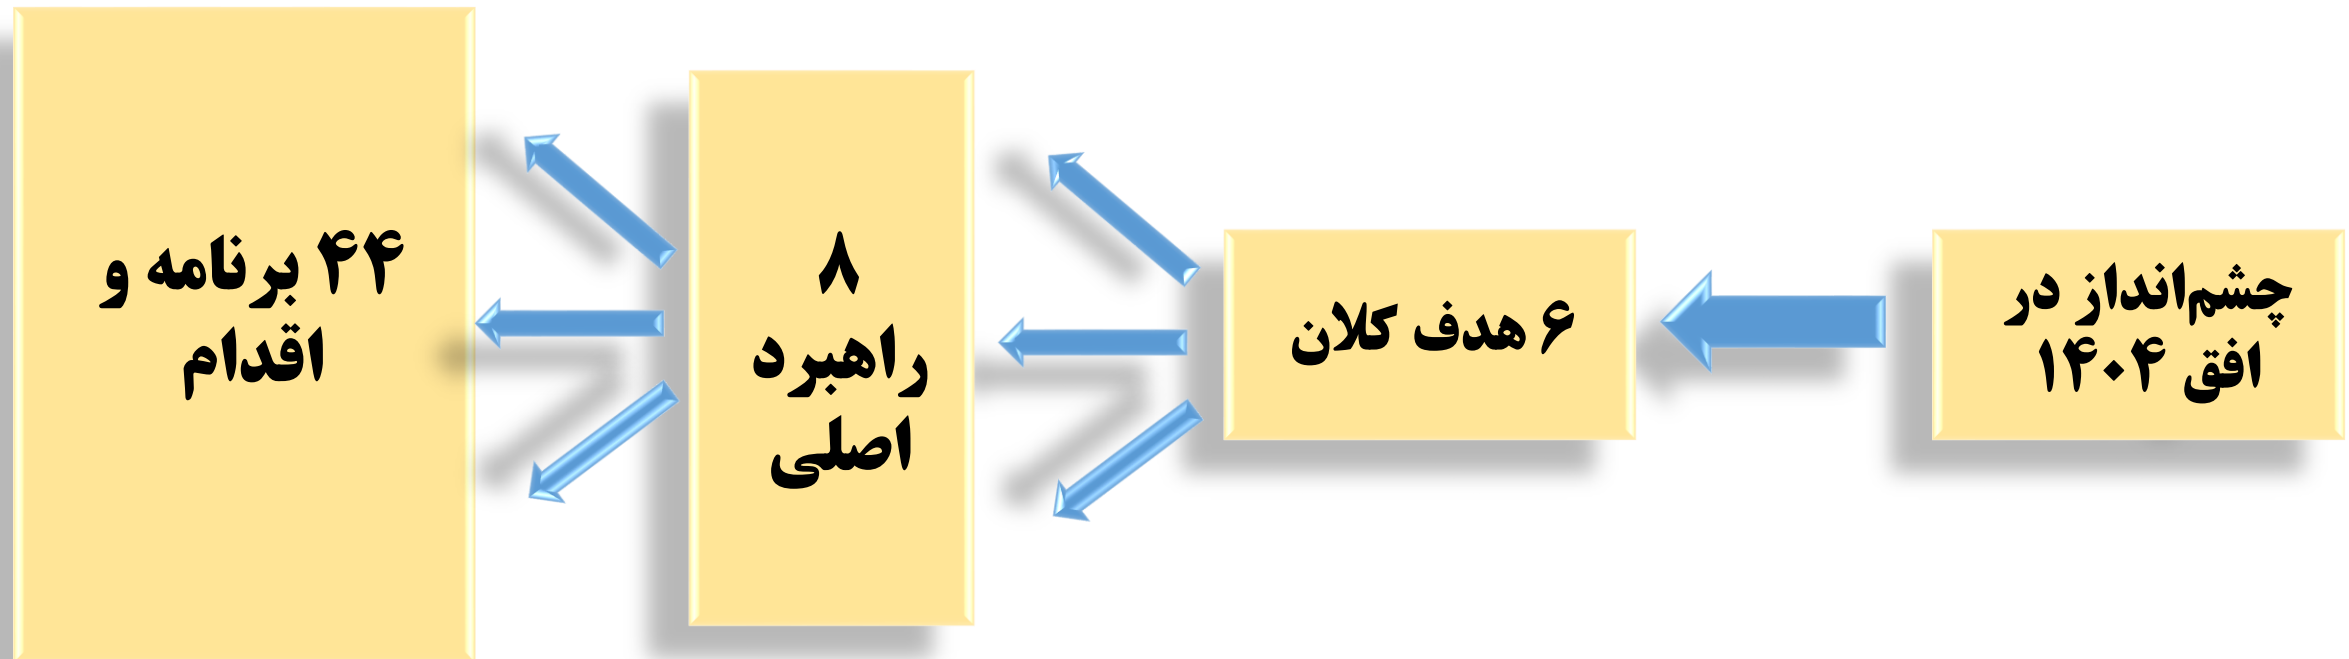 چشم‌انداز در
افق ۱۴۰۴
۶ هدف کلان
۸
راهبرد
اصلی
۴۴ برنامه و
اقدام